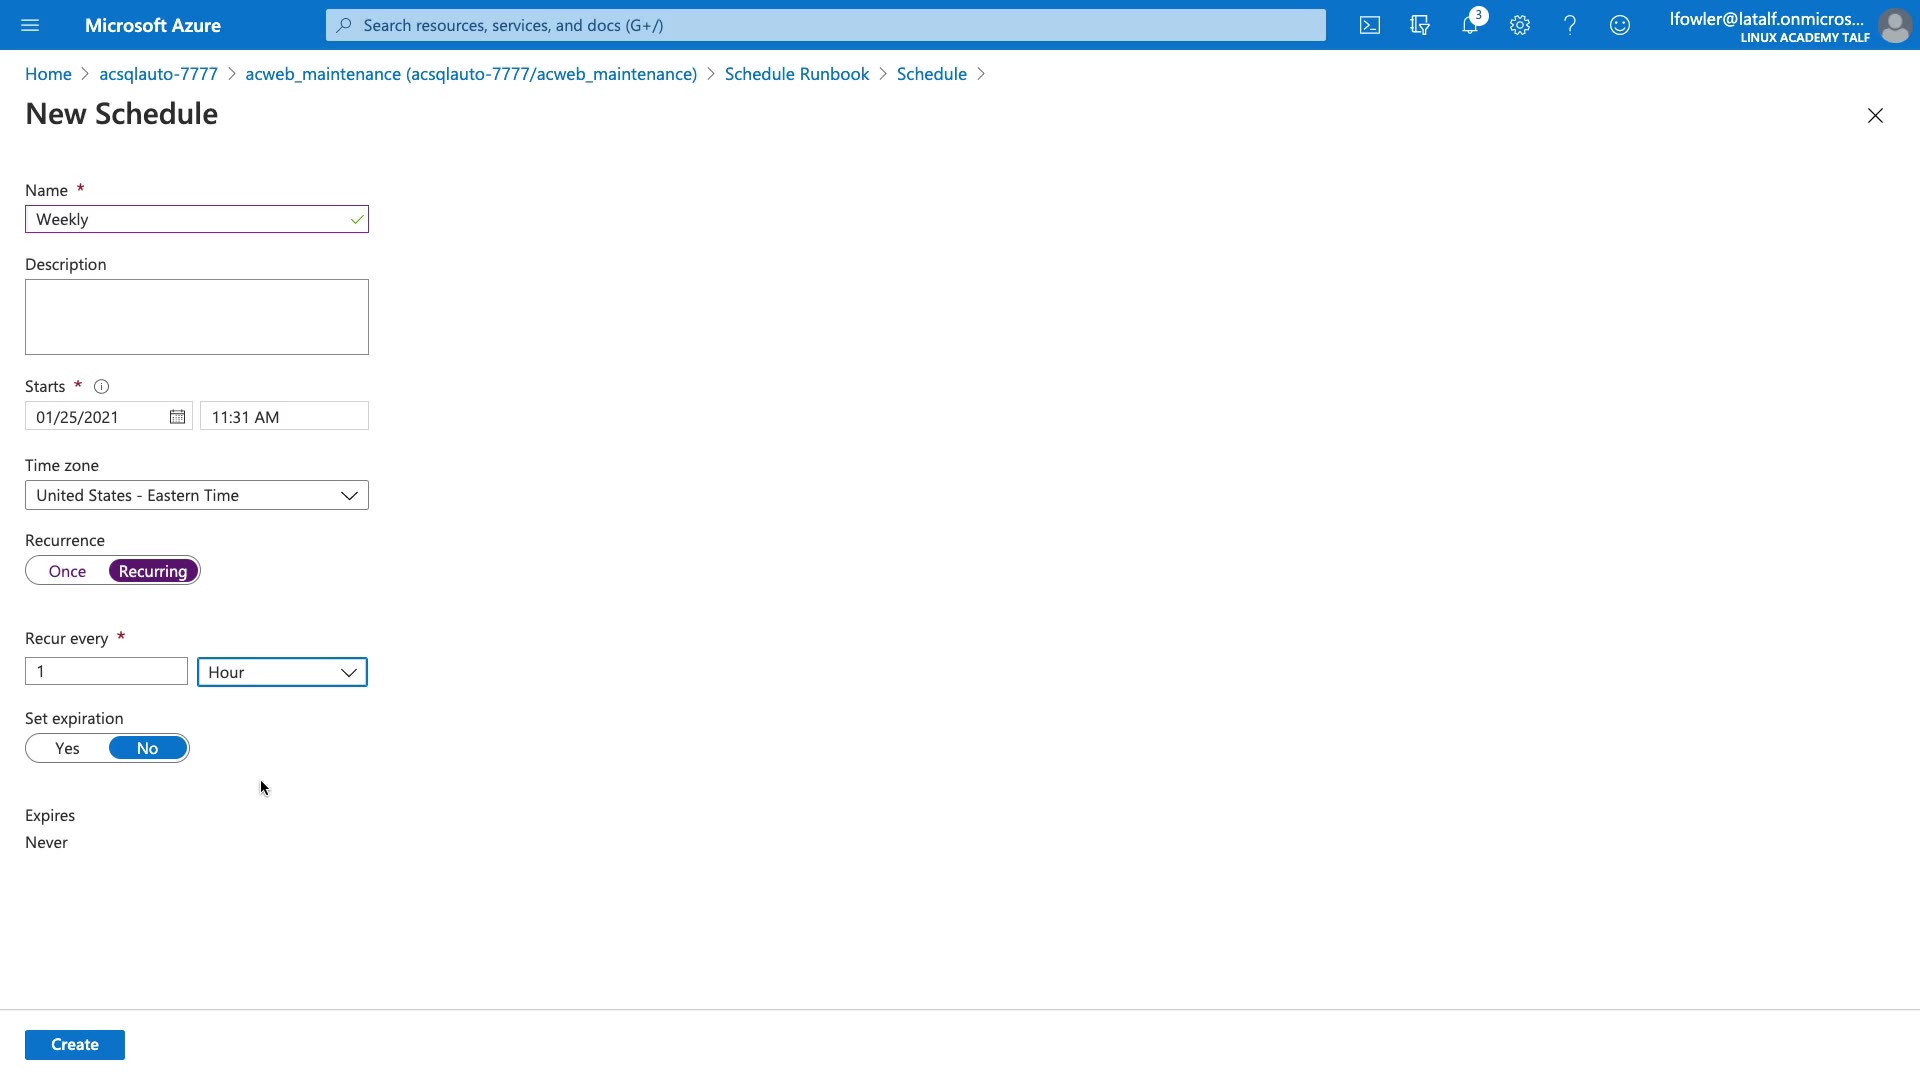 Microsoft Azure
Search resources, services, and docs (G+/)
3
lfowler@latalf.onmicros...
LINUX ACADEMY TALF
Home > acsqlauto-7777 > acweb_maintenance (acsqlauto-7777/acweb_maintenance) > Schedule Runbook > Schedule >
New Schedule
Name *
Weekly
Description
Starts *
01/25/2021 11:31 AM
Time zone
United States - Eastern Time
Recurrence
Once Recurring
Recur every *
1 Hour
Set expiration
Yes No
Expires
Never
Create